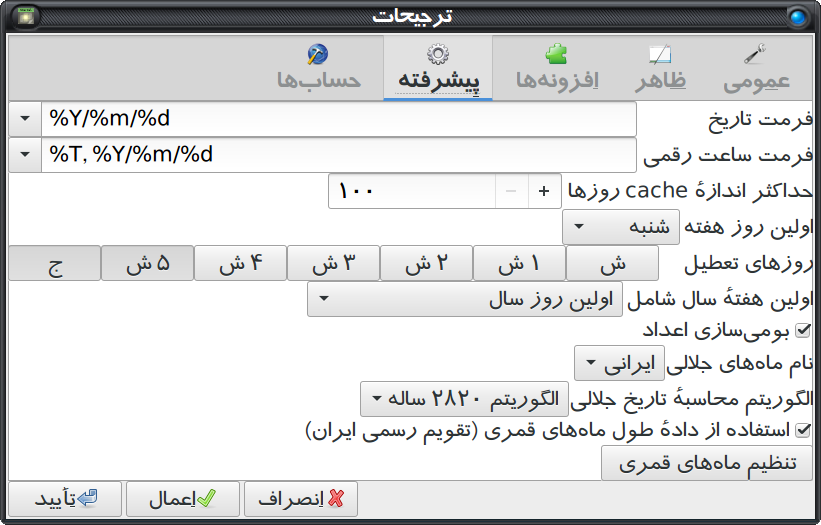 ترجیحات
عمومی ظاهر افزونه‌ها پیشرفته حساب‌ها
فرمت تاریخ %Y/%m/%d
فرمت ساعت رقمی %T, %Y/%m/%d
حداکثر اندازهٔ cache روزها + − ۱۰۰
اولین روز هفته شنبه
روزهای تعطیل ش ۱ ش ۲ ش ۳ ش ۴ ش ۵ ش ج
اولین هفتهٔ سال شامل اولین روز سال
بومی‌سازی اعداد
نام ماه‌های جلالی ایرانی
الگوریتم محاسبهٔ تاریخ جلالی الگوریتم ۲۸۲۰ ساله
استفاده از دادهٔ طول ماه‌های قمری (تقویم رسمی ایران)
تنظیم ماه‌های قمری
انصراف اعمال تأیید